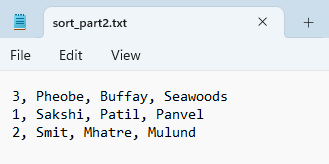 sort_part2.txt
File Edit View
3, Pheobe, Buffay, Seawoods
1, Sakshi, Patil, Panvel
2, Smit, Mhatre, Mulund